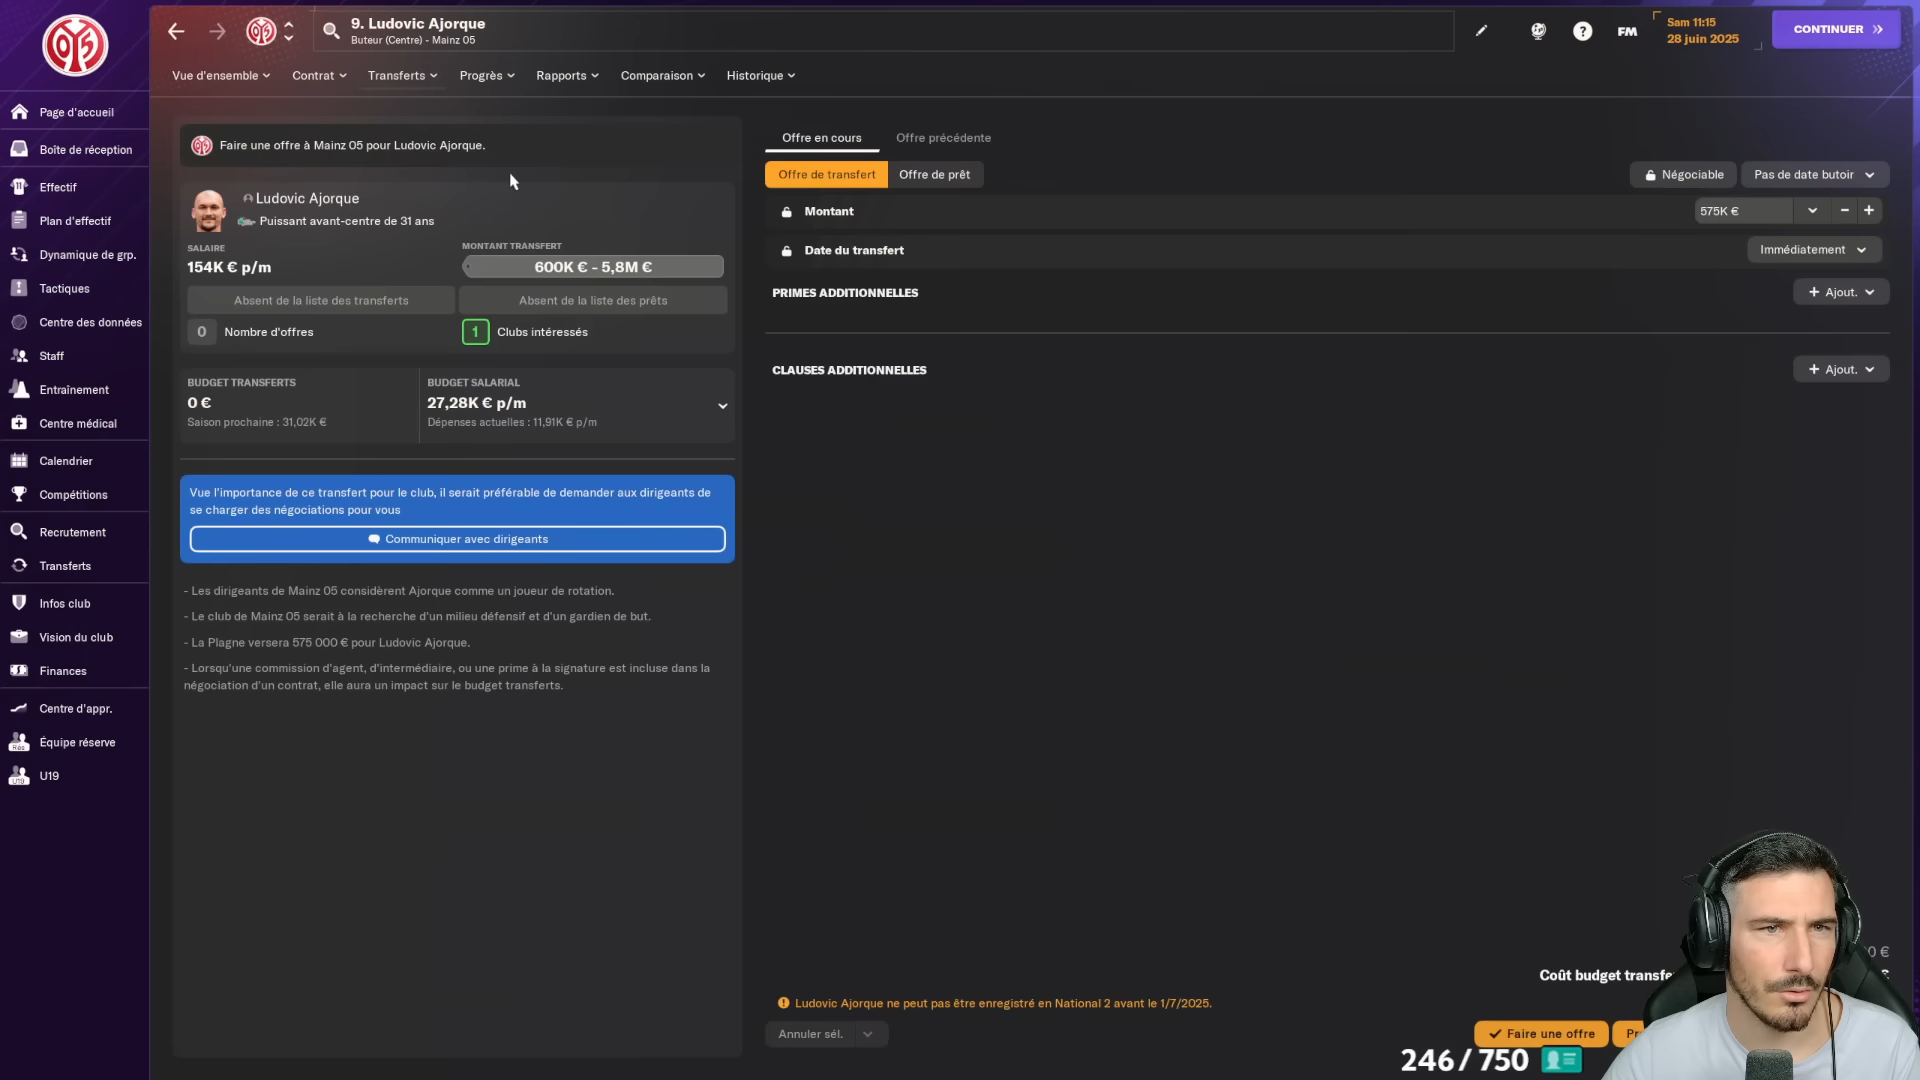 9. Ludovic Ajorque
Buteur (Centre) - Mainz 05
FM
Sam 11:15
28 juin 2025
CONTINUER
Vue d'ensemble
Contrat
Transferts
Progrès
Rapports
Comparaison
Historique
Page d'accueil
Boîte de réception
Effectif
Plan d'effectif
Dynamique de grp.
Tactiques
Centre des données
Staff
Entraînement
Centre médical
Calendrier
Compétitions
Recrutement
Transferts
Infos club
Vision du club
Finances
Centre d'appr.
Équipe réserve
U19
Faire une offre à Mainz 05 pour Ludovic Ajorque.
Ludovic Ajorque
Puissant avant-centre de 31 ans
SALAIRE
154K € p/m
MONTANT TRANSFERT
600K € - 5,8M €
Absent de la liste des transferts
Absent de la liste des prêts
0 Nombre d'offres
1 Clubs intéressés
BUDGET TRANSFERTS
0 €
Saison prochaine : 31,02K €
BUDGET SALARIAL
27,28K € p/m
Dépenses actuelles : 11,91K € p/m
Vue l'importance de ce transfert pour le club, il serait préférable de demander aux dirigeants de
se charger des négociations pour vous
Communiquer avec dirigeants
- Les dirigeants de Mainz 05 considèrent Ajorque comme un joueur de rotation.
- Le club de Mainz 05 serait à la recherche d'un milieu défensif et d'un gardien de but.
- La Plagne versera 575 000 € pour Ludovic Ajorque.
- Lorsqu'une commission d'agent, d'intermédiaire, ou une prime à la signature est incluse dans la
négociation d'un contrat, elle aura un impact sur le budget transferts.
Offre en cours
Offre précédente
Offre de transfert
Offre de prêt
Négociable
Pas de date butoir
Montant
575K €
Date du transfert
Immédiatement
PRIMES ADDITIONNELLES
+ Ajout.
CLAUSES ADDITIONNELLES
+ Ajout.
0 €
Coût budget transfe
€
Ludovic Ajorque ne peut pas être enregistré en National 2 avant le 1/7/2025.
Annuler sél.
Faire une offre
246/750